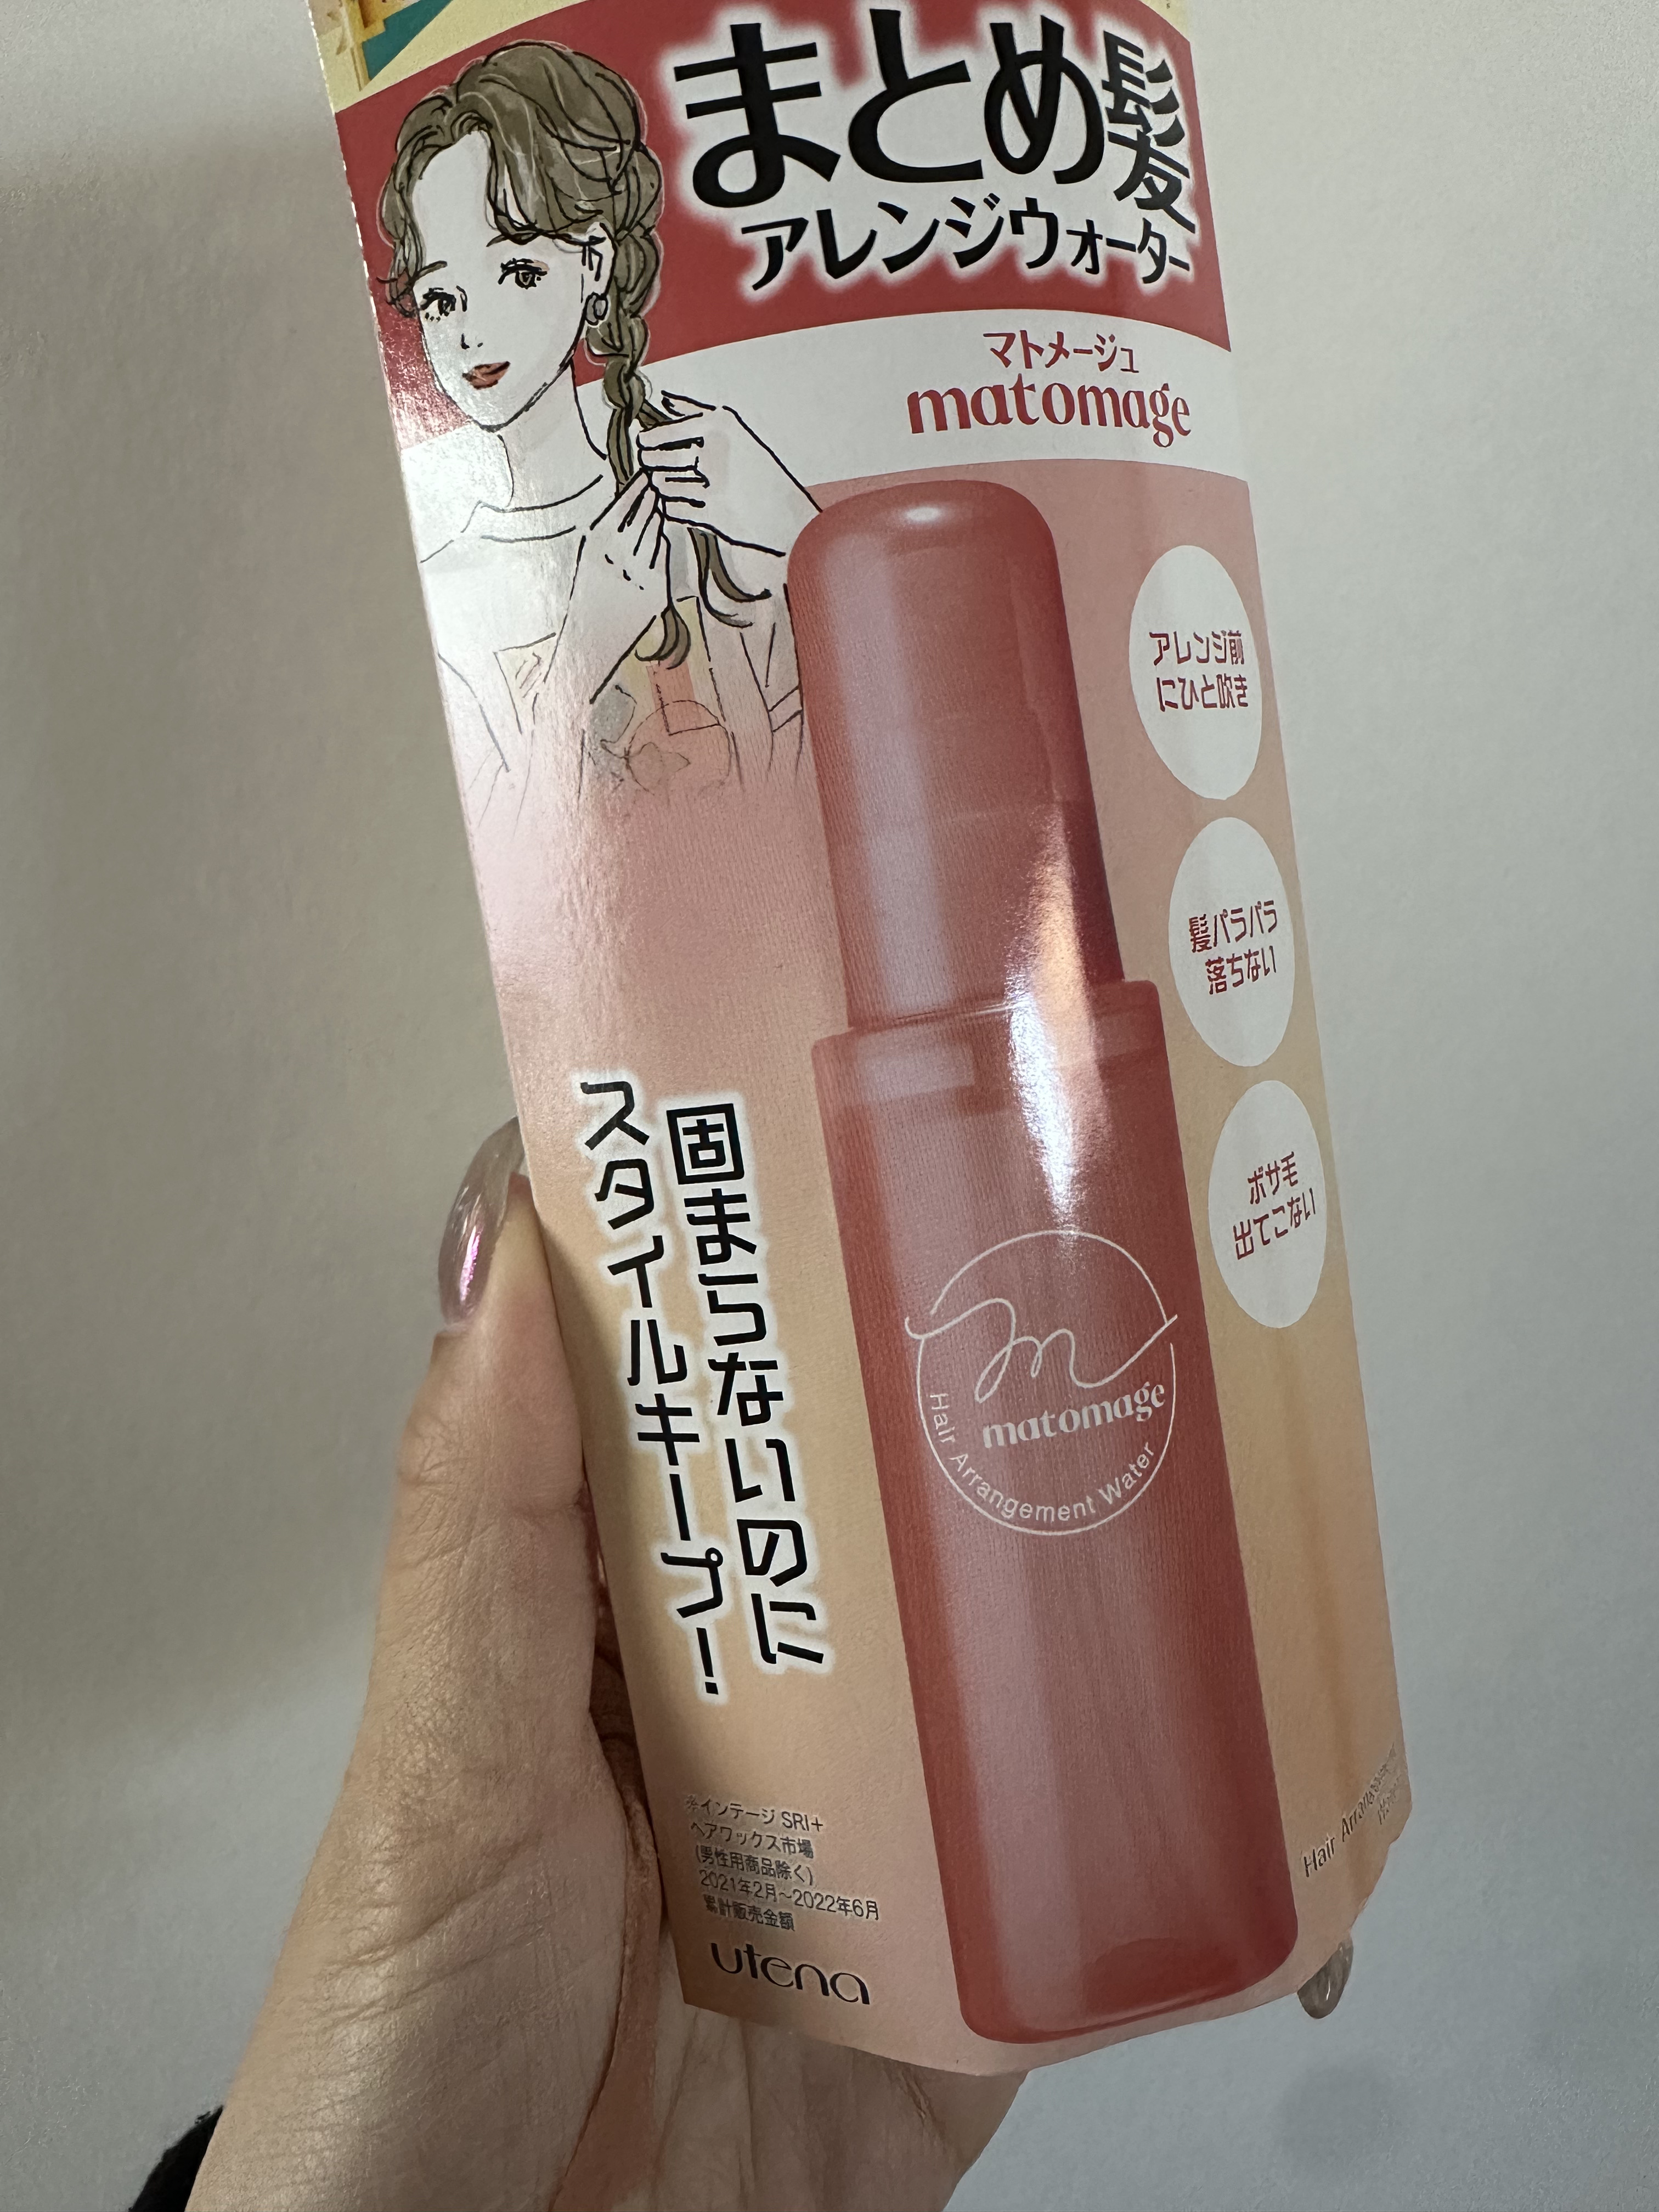 まとめ髪
アレンジウォーター
マトメージュ
matomage
アレンジ前
にひと吹き
髪パラパラ
落ちない
ボサ毛
出てこない
固まらないのに
スタイルキープ!
m
matomage
Hair Arrangement Water
※インテージ SRI+
ヘアワックス市場
(男性用商品除く)
2021年2月~2022年6月
累計販売金額
utena
Hair Arrangement
Water